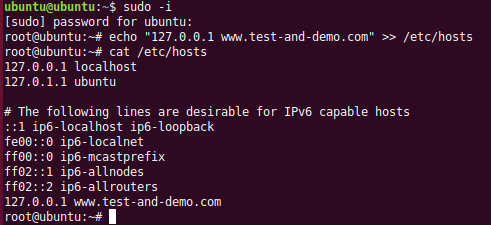 ubuntu@ubuntu:~$ sudo -i
[sudo] password for ubuntu:
root@ubuntu:~# echo "127.0.0.1 www.test-and-demo.com" >> /etc/hosts
root@ubuntu:~# cat /etc/hosts
127.0.0.1 localhost
127.0.1.1 ubuntu

# The following lines are desirable for IPv6 capable hosts
::1 ip6-localhost ip6-loopback
fe00::0 ip6-localnet
ff00::0 ip6-mcastprefix
ff02::1 ip6-allnodes
ff02::2 ip6-allrouters
127.0.0.1 www.test-and-demo.com
root@ubuntu:~#